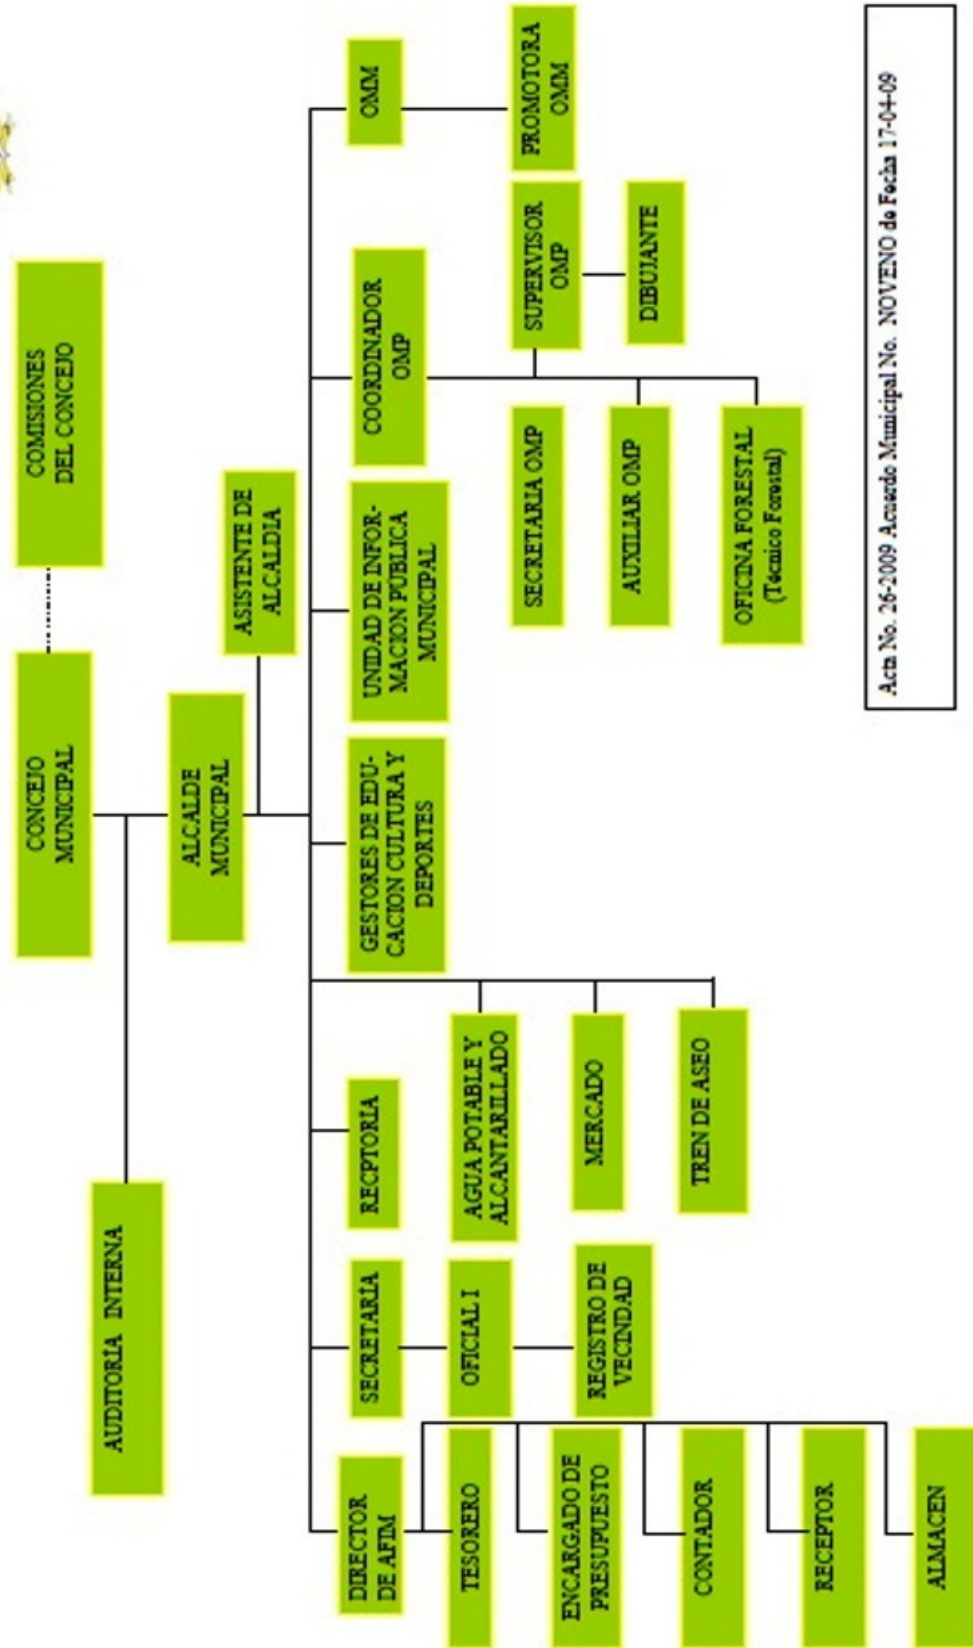 CONCEJO
MUNICIPAL
COMISIONES
DEL CONCEJO
AUDITORÍA INTERNA
ALCALDE
MUNICIPAL
ASISTENTE DE
ALCALDIA
DIRECTOR
DE AFIM
SECRETARÍA
RECPTORIA
GESTORES DE EDU-
CACION CULTURA Y
DEPORTES
UNIDAD DE INFOR-
MACION PÚBLICA
MUNICIPAL
COORDINADOR
OMP
OMM
TESORERO
OFICIAL I
AGUA POTABLE Y
ALCANTARILLADO
SECRETARIA OMP
SUPERVISOR
OMP
PROMOTORA
OMM
ENCARGADO DE
PRESUPUESTO
REGISTRO DE
VECINDAD
MERCADO
AUXILIAR OMP
DIBUJANTE
CONTADOR
TREN DE ASEO
OFICINA FORESTAL
(Técnico Forestal)
RECEPTOR
ALMACEN
Acta No. 26-2009 Acuerdo Municipal No. NOVENO de Fecha 17-04-09